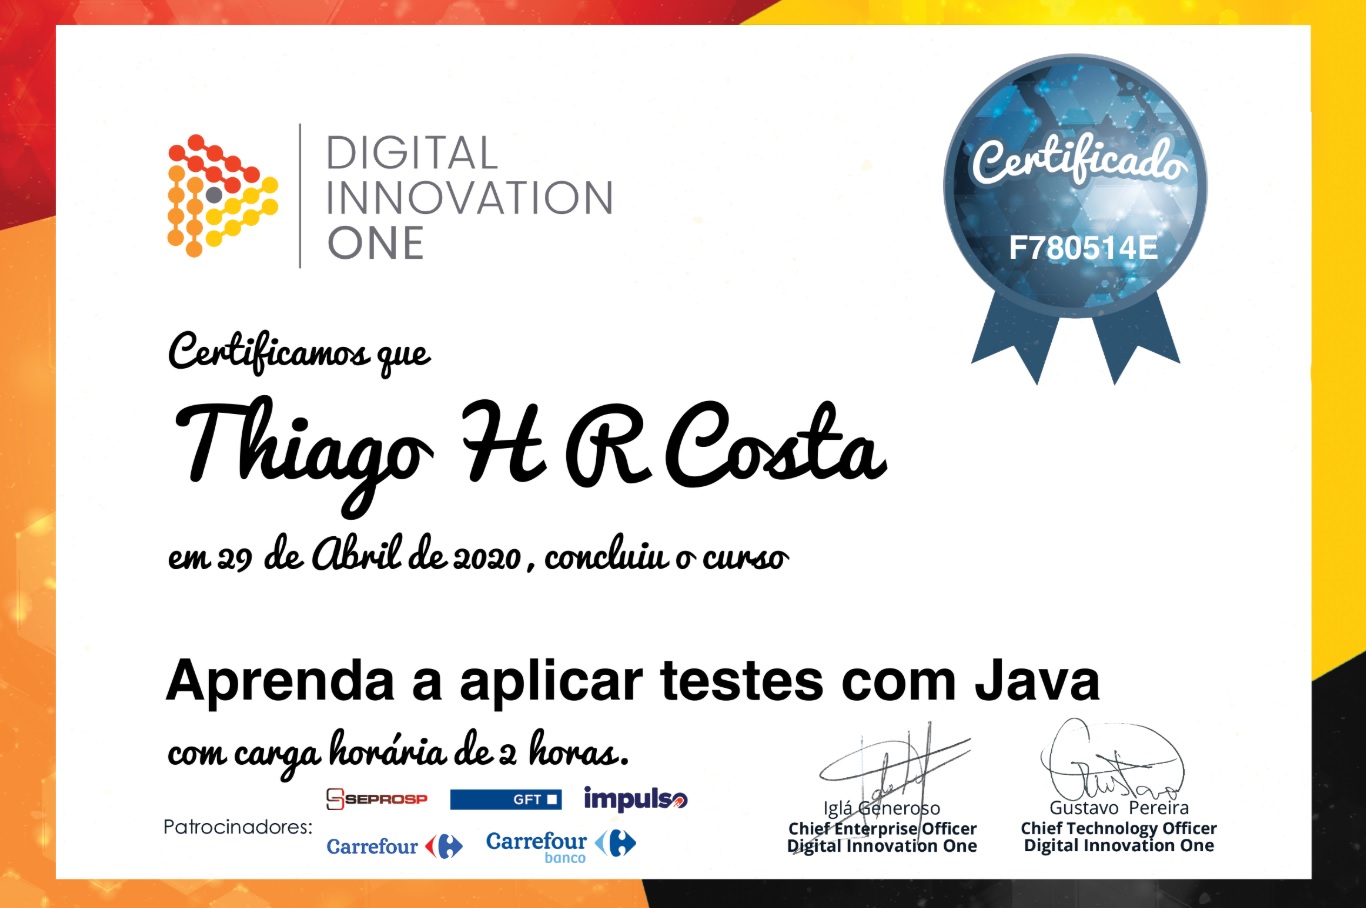 DIGITAL
INNOVATION
ONE
Certificado
F780514E
Certificamos que
Thiago H R Costa
em 29 de Abril de 2020, concluiu o curso
Aprenda a aplicar testes com Java
com carga horária de 2 horas.
Patrocinadores:
SEPROSP
GFT
impulso
Carrefour
Carrefour
banco
Iglá Generoso
Chief Enterprise Officer
Digital Innovation One
Gustavo
Gustavo Pereira
Chief Technology Officer
Digital Innovation One